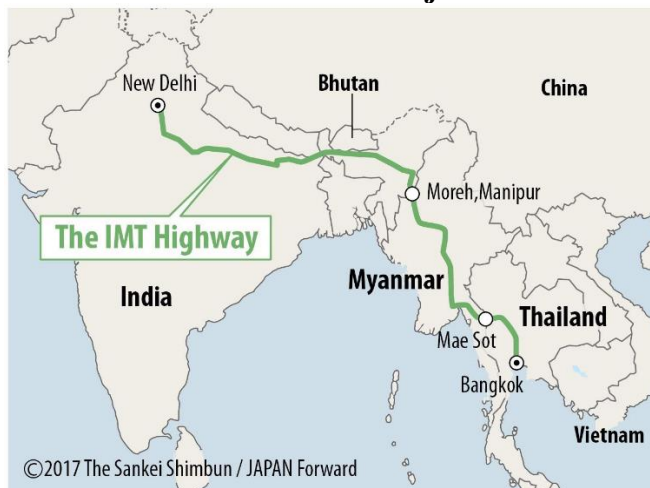 New Delhi
Bhutan
China
Moreh,Manipur
The IMT Highway
India
Myanmar
Thailand
Mae Sot
Bangkok
Vietnam
©2017 The Sankei Shimbun / JAPAN Forward